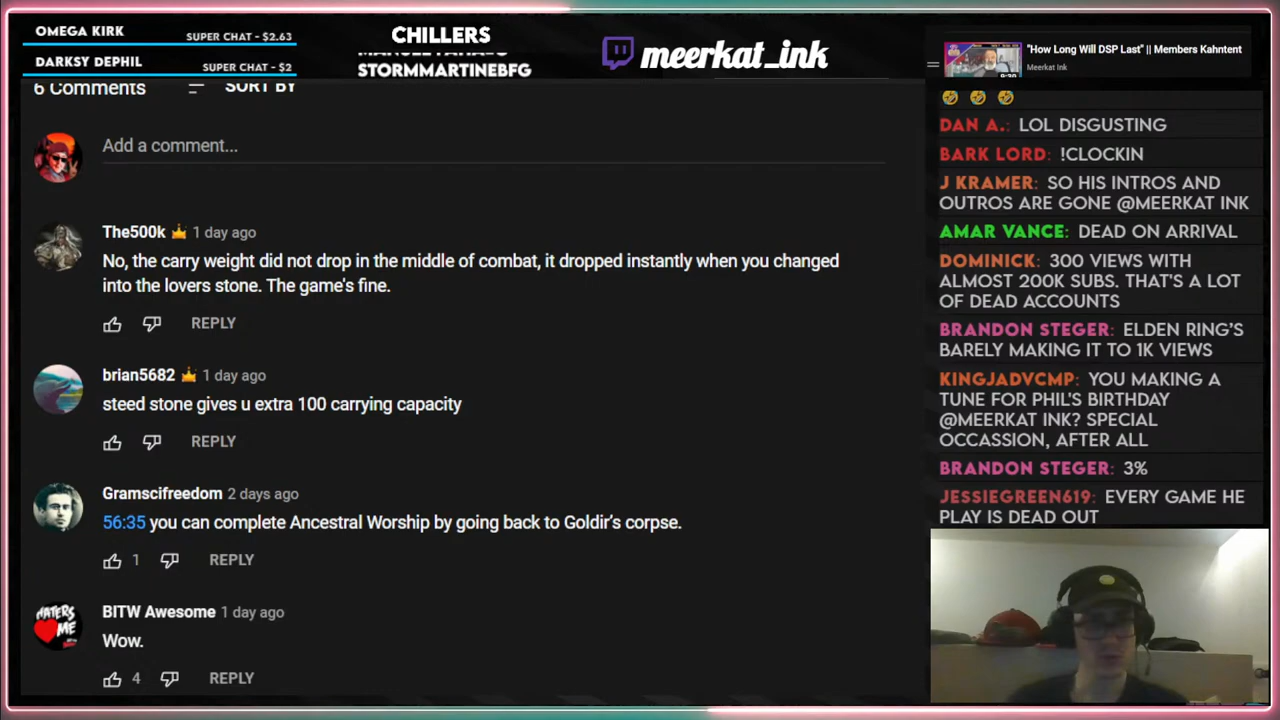 OMEGA KIRK
SUPER CHAT - $2.63
DARKSY DEPHIL
SUPER CHAT - $2
CHILLERS
STORMMARTINEBFG
meerkat_ink
"How Long Will DSP Last" || Members Kahntent
Meerkat Ink
9:30
6 Comments
SORT BY
Add a comment...
The500k 1 day ago
No, the carry weight did not drop in the middle of combat, it dropped instantly when you changed
into the lovers stone. The game's fine.
REPLY
brian5682 1 day ago
steed stone gives u extra 100 carrying capacity
REPLY
Gramscifreedom 2 days ago
56:35 you can complete Ancestral Worship by going back to Goldir's corpse.
1 REPLY
HATERS
ME
BITW Awesome 1 day ago
Wow.
4 REPLY
DAN A.: LOL DISGUSTING
BARK LORD: !CLOCKIN
J KRAMER: SO HIS INTROS AND
OUTROS ARE GONE @MEERKAT INK
AMAR VANCE: DEAD ON ARRIVAL
DOMINICK: 300 VIEWS WITH
ALMOST 200K SUBS. THAT'S A LOT
OF DEAD ACCOUNTS
BRANDON STEGER: ELDEN RING'S
BARELY MAKING IT TO 1K VIEWS
KINGJADVCMP: YOU MAKING A
TUNE FOR PHIL'S BIRTHDAY
@MEERKAT INK? SPECIAL
OCCASSION, AFTER ALL
BRANDON STEGER: 3%
JESSIEGREEN619: EVERY GAME HE
PLAY IS DEAD OUT